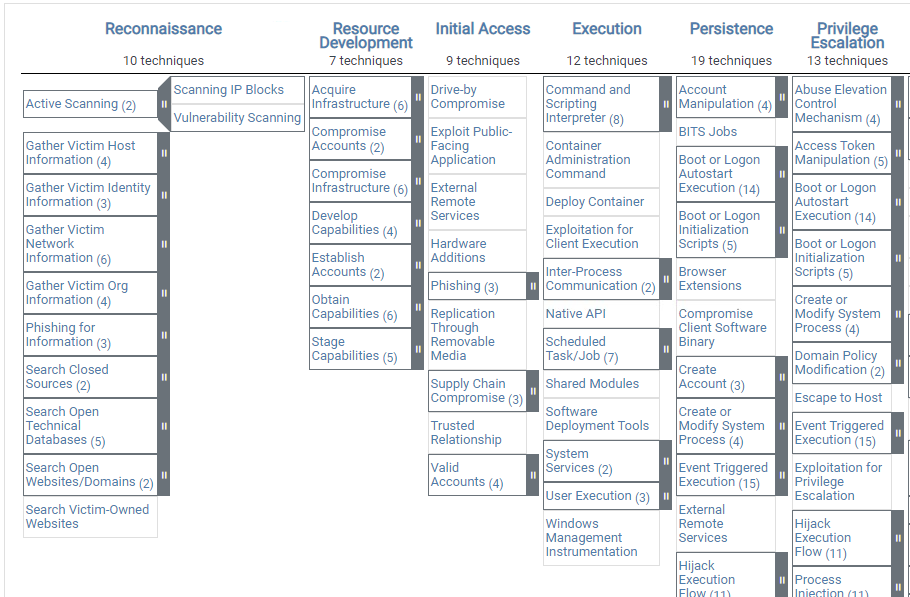 Reconnaissance
10 techniques
Active Scanning (2)
Scanning IP Blocks
Vulnerability Scanning
Gather Victim Host
Information (4)
Gather Victim Identity
Information (3)
Gather Victim
Network
Information (6)
Gather Victim Org
Information (4)
Phishing for
Information (3)
Search Closed
Sources (2)
Search Open
Technical
Databases (5)
Search Open
Websites/Domains (2)
Search Victim-Owned
Websites
Resource
Development
7 techniques
Acquire
Infrastructure (6)
Compromise
Accounts (2)
Compromise
Infrastructure (6)
Develop
Capabilities (4)
Establish
Accounts (2)
Obtain
Capabilities (6)
Stage
Capabilities (5)
Initial Access
9 techniques
Drive-by
Compromise
Exploit Public-
Facing
Application
External
Remote
Services
Hardware
Additions
Phishing (3)
Replication
Through
Removable
Media
Supply Chain
Compromise (3)
Trusted
Relationship
Valid
Accounts (4)
Execution
12 techniques
Command and
Scripting
Interpreter (8)
Container
Administration
Command
Deploy Container
Exploitation for
Client Execution
Inter-Process
Communication (2)
Native API
Scheduled
Task/Job (7)
Shared Modules
Software
Deployment Tools
System
Services (2)
User Execution (3)
Windows
Management
Instrumentation
Persistence
19 techniques
Account
Manipulation (4)
BITS Jobs
Boot or Logon
Autostart
Execution (14)
Boot or Logon
Initialization
Scripts (5)
Browser
Extensions
Compromise
Client Software
Binary
Create
Account (3)
Create or
Modify System
Process (4)
Event Triggered
Execution (15)
External
Remote
Services
Hijack
Execution
Flow (11)
Privilege
Escalation
13 techniques
Abuse Elevation
Control
Mechanism (4)
Access Token
Manipulation (5)
Boot or Logon
Autostart
Execution (14)
Boot or Logon
Initialization
Scripts (5)
Create or
Modify System
Process (4)
Domain Policy
Modification (2)
Escape to Host
Event Triggered
Execution (15)
Exploitation for
Privilege
Escalation
Hijack
Execution
Flow (11)
Process
Injection (11)